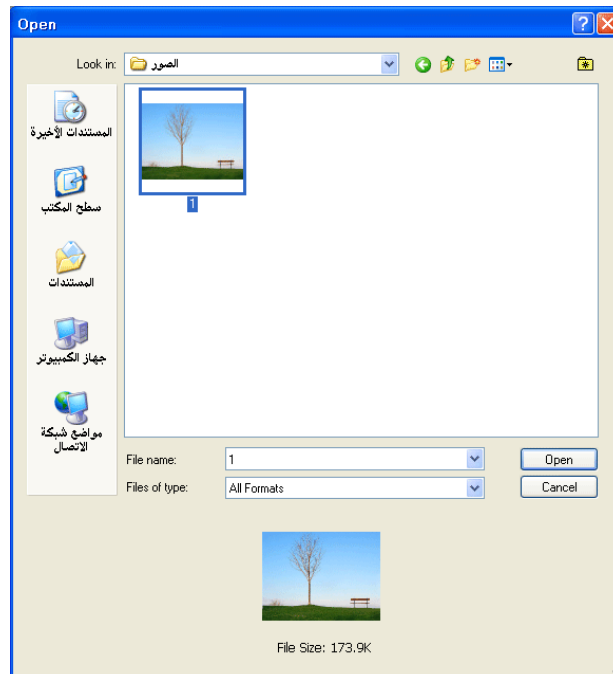 Open
Look in:
الصور
المستندات الأخيرة
سطح المكتب
المستندات
جهاز الكمبيوتر
مواضع شبكة
الاتصال
1
File name:
1
Open
Files of type:
All Formats
Cancel
File Size: 173.9K